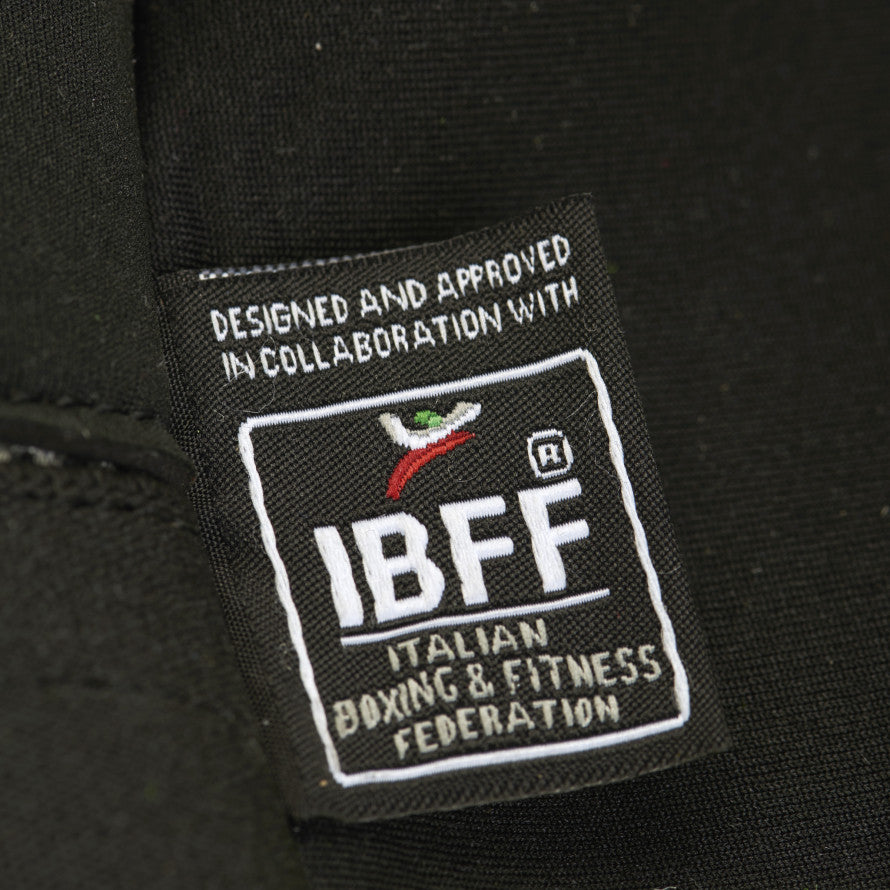 DESIGNED AND APPROVED
IN COLLABORATION WITH
®
IBFF
ITALIAN
BOXING & FITNESS
FEDERATION